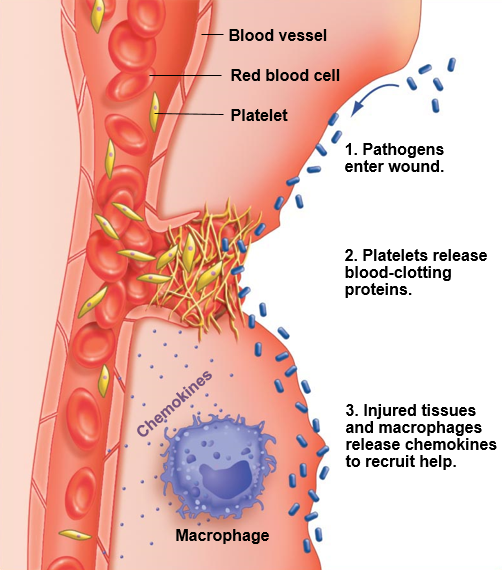 Blood vessel
Red blood cell
Platelet
1. Pathogens
enter wound.
2. Platelets release
blood-clotting
proteins.
Chemokines
3. Injured tissues
and macrophages
release chemokines
to recruit help.
Macrophage